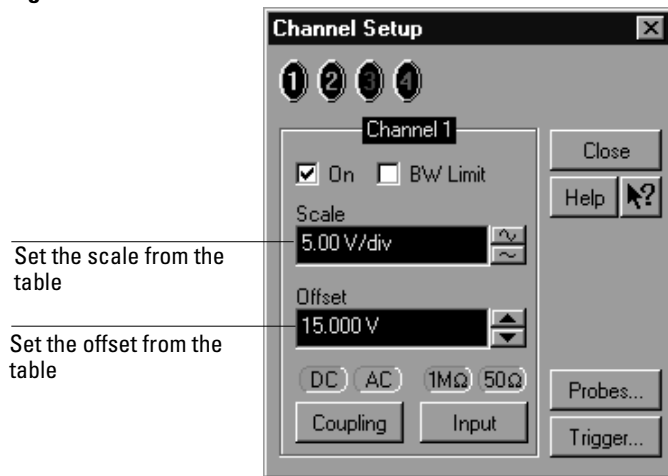 Channel Setup
1 2 3 4
Channel 1
On BW Limit
Close
Help
Scale
5.00 V/div
Set the scale from the
table
Offset
15.000 V
Set the offset from the
table
DC AC 1MΩ 50Ω
Probes...
Coupling Input
Trigger...